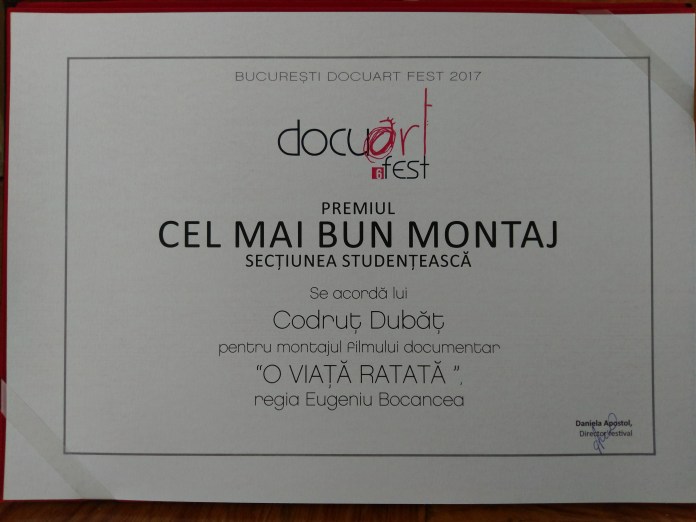 BUCUREȘTI DOCUART FEST 2017
docuart
6 fEST
PREMIUL
CEL MAI BUN MONTAJ
SECȚIUNEA STUDENȚEASCĂ
Se acordă lui
Codruț Dubăț
pentru montajul filmului documentar
“O VIAȚĂ RATATĂ ”,
regia Eugeniu Bocancea
Daniela Apostol,
Director festival